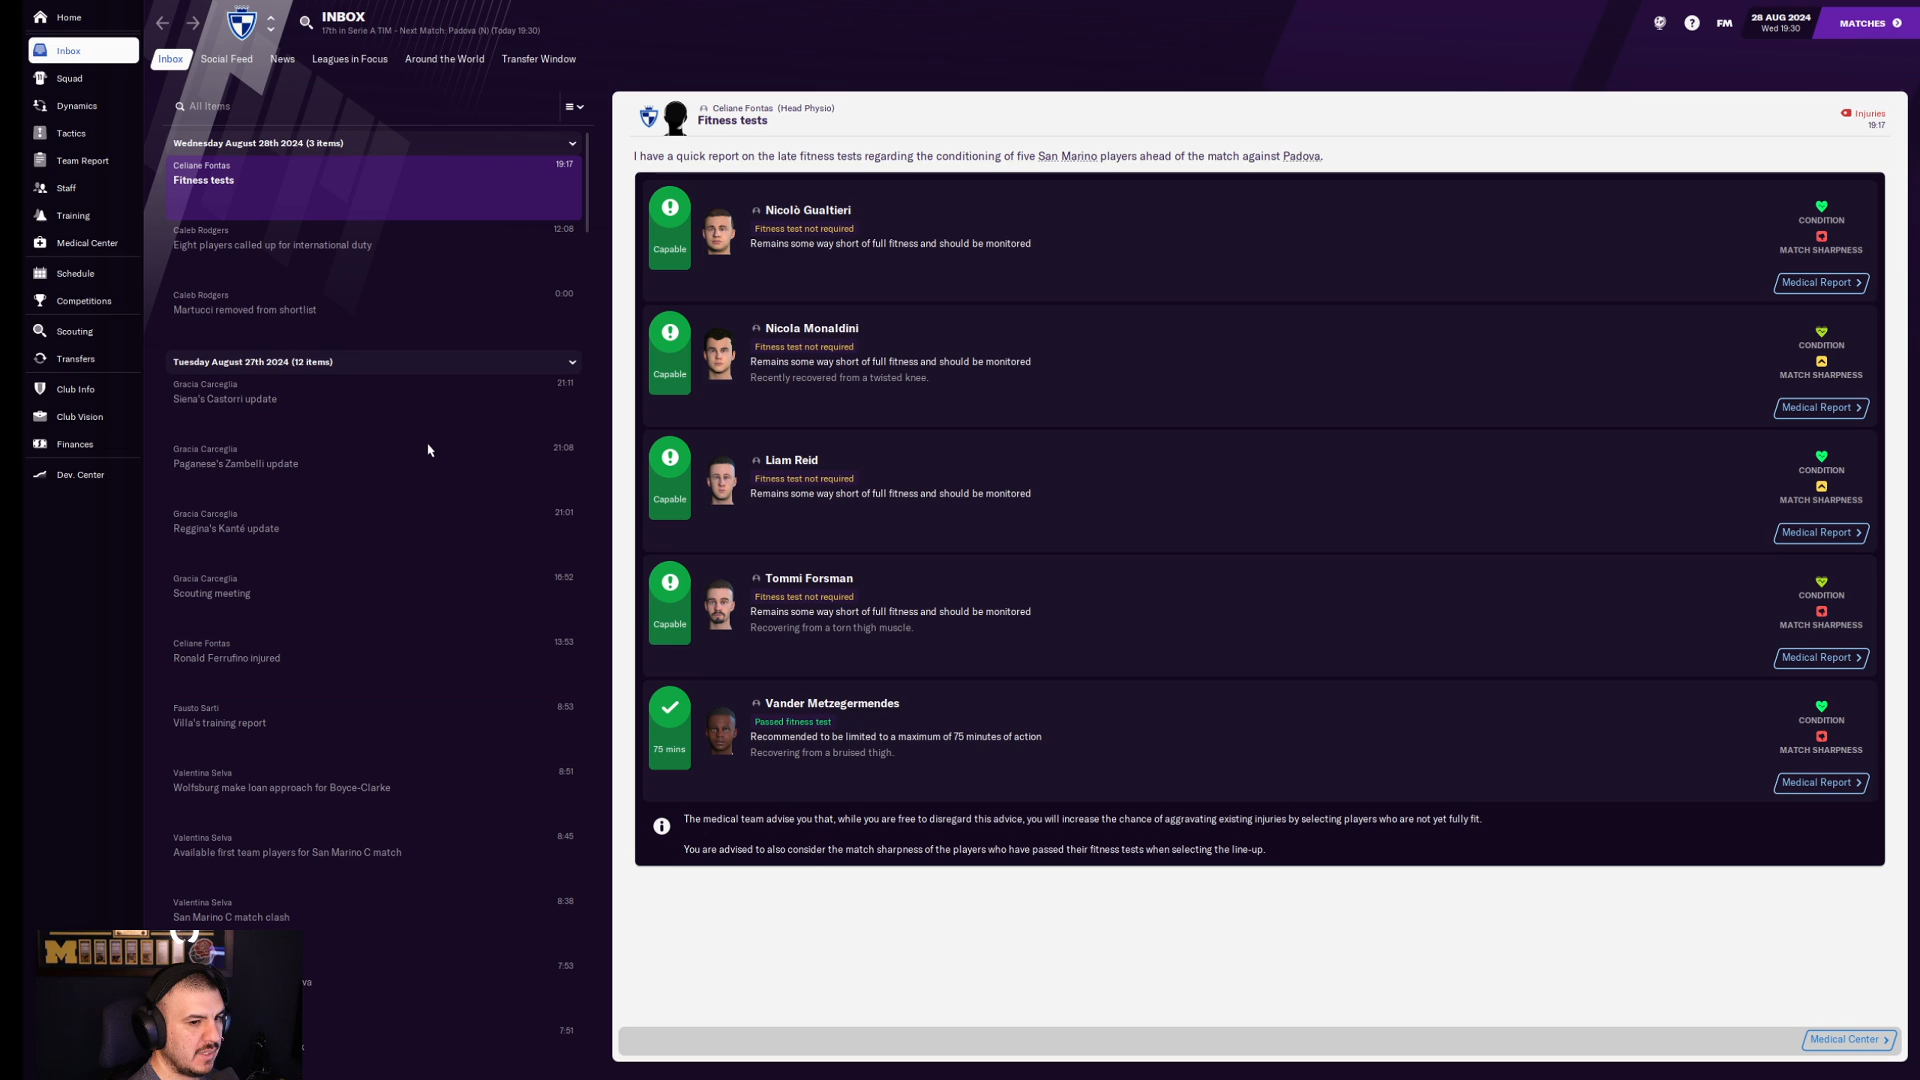 Home
Inbox
Squad
Dynamics
Tactics
Team Report
Staff
Training
Medical Center
Schedule
Competitions
Scouting
Transfers
Club Info
Club Vision
Finances
Dev. Center
INBOX
17th in Serie A TIM - Next Match: Padova (N) (Today 19:30)
FM
28 AUG 2024
Wed 19:30
MATCHES
Inbox
Social Feed
News
Leagues in Focus
Around the World
Transfer Window
All Items
Wednesday August 28th 2024 (3 items)
Celiane Fontas 19:17
Fitness tests
Caleb Rodgers 12:08
Eight players called up for international duty
Caleb Rodgers 0:00
Martucci removed from shortlist
Tuesday August 27th 2024 (12 items)
Gracia Carceglia 21:11
Siena's Castorri update
Gracia Carceglia 21:08
Paganese's Zambelli update
Gracia Carceglia 21:01
Reggina's Kanté update
Gracia Carceglia 16:52
Scouting meeting
Celiane Fontas 13:53
Ronald Ferrufino injured
Fausto Sarti 8:53
Villa's training report
Valentina Selva 8:51
Wolfsburg make loan approach for Boyce-Clarke
Valentina Selva 8:45
Available first team players for San Marino C match
Valentina Selva 8:38
San Marino C match clash
7:53
va
7:51
M
Celiane Fontas (Head Physio)
Fitness tests
Injuries
19:17
I have a quick report on the late fitness tests regarding the conditioning of five San Marino players ahead of the match against Padova.
Capable
Nicolò Gualtieri
Fitness test not required
Remains some way short of full fitness and should be monitored
CONDITION
MATCH SHARPNESS
Medical Report
Capable
Nicola Monaldini
Fitness test not required
Remains some way short of full fitness and should be monitored
Recently recovered from a twisted knee.
CONDITION
MATCH SHARPNESS
Medical Report
Capable
Liam Reid
Fitness test not required
Remains some way short of full fitness and should be monitored
CONDITION
MATCH SHARPNESS
Medical Report
Capable
Tommi Forsman
Fitness test not required
Remains some way short of full fitness and should be monitored
Recovering from a torn thigh muscle.
CONDITION
MATCH SHARPNESS
Medical Report
75 mins
Vander Metzegermendes
Passed fitness test
Recommended to be limited to a maximum of 75 minutes of action
Recovering from a bruised thigh.
CONDITION
MATCH SHARPNESS
Medical Report
The medical team advise you that, while you are free to disregard this advice, you will increase the chance of aggravating existing injuries by selecting players who are not yet fully fit.
You are advised to also consider the match sharpness of the players who have passed their fitness tests when selecting the line-up.
Medical Center